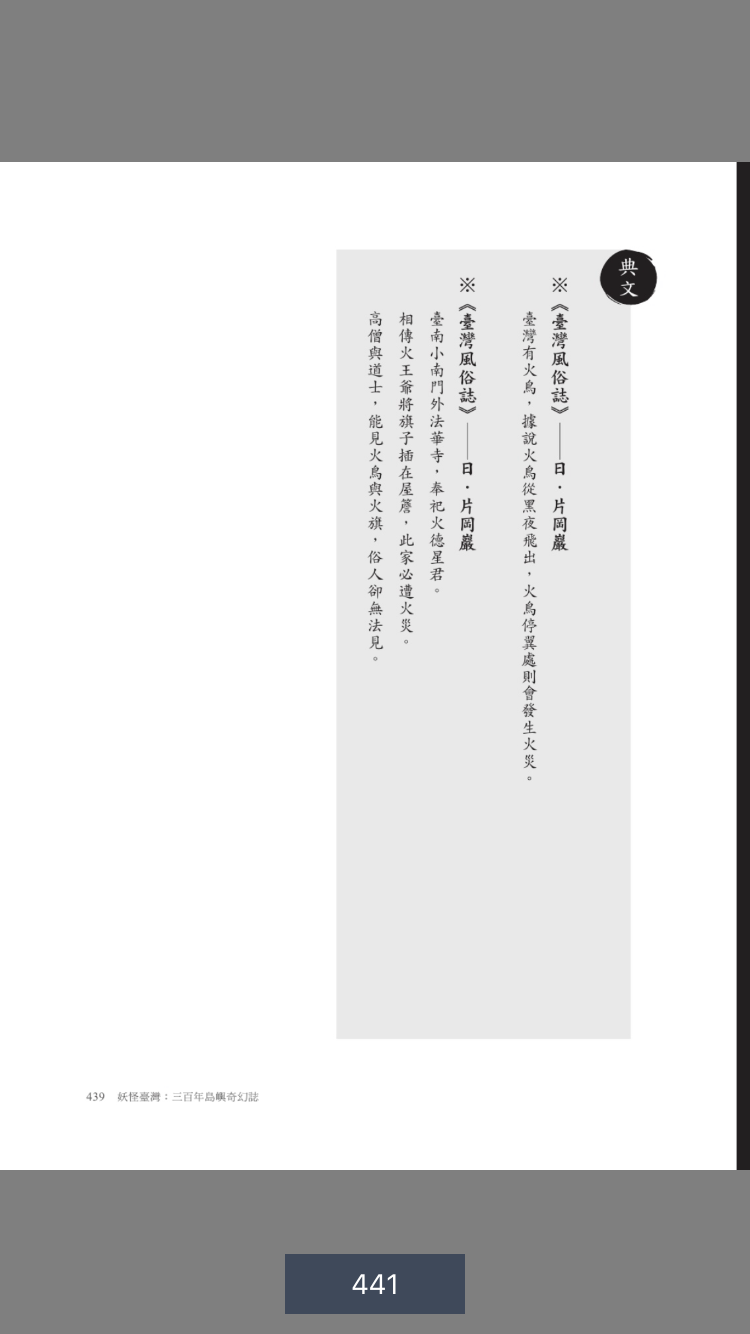 典文
※《臺灣風俗誌》——日．片岡巖
臺灣有火鳥，據說火鳥從黑夜飛出，火鳥停翼處則會發生火災。
※《臺灣風俗誌》——日．片岡巖
臺南小南門外法華寺，奉祀火德星君。
相傳火王爺將旗子插在屋簷，此家必遭火災。
高僧與道士，能見火鳥與火旗，俗人卻無法見。
439 妖怪臺灣：三百年島嶼奇幻誌
441